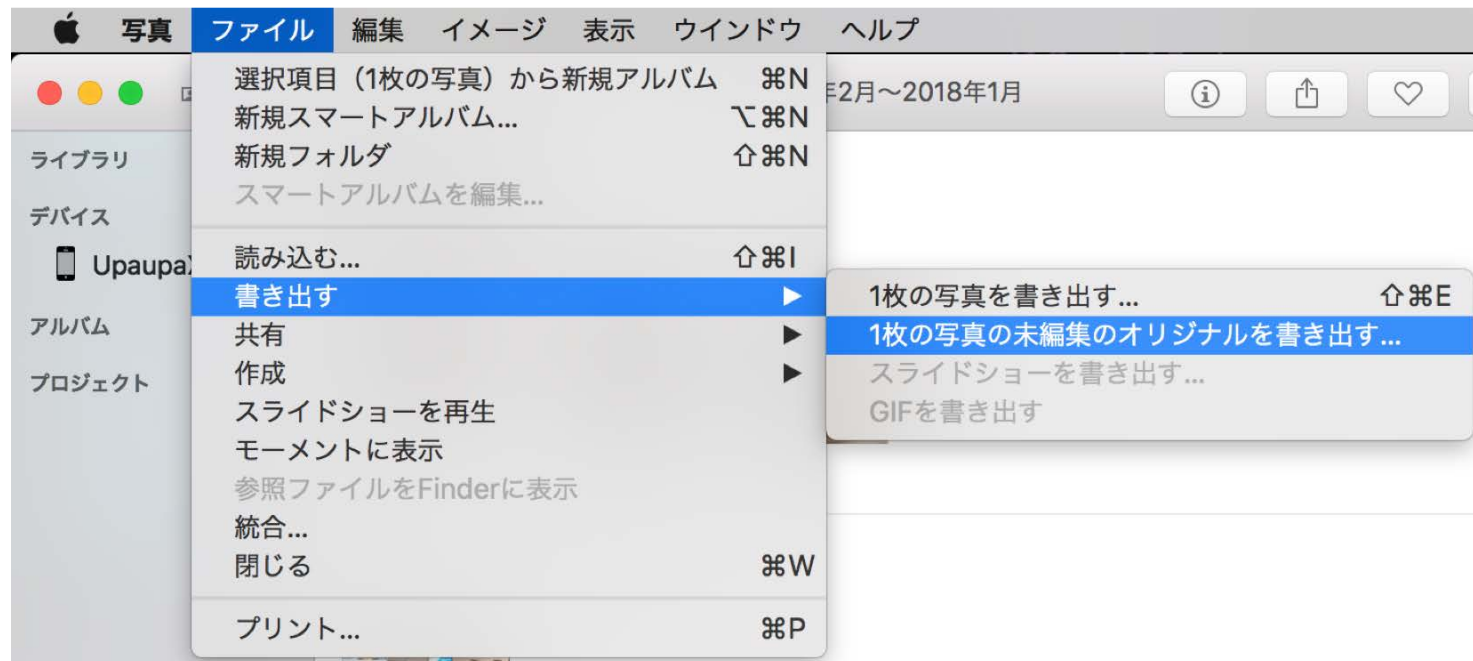 写真 ファイル 編集 イメージ 表示 ウインドウ ヘルプ
年2月〜2018年1月
選択項目（1枚の写真）から新規アルバム ⌘N
新規スマートアルバム... ⌥⌘N
新規フォルダ ⇧⌘N
スマートアルバムを編集...
読み込む... ⇧⌘I
書き出す ▶
共有 ▶
作成 ▶
スライドショーを再生
モーメントに表示
参照ファイルをFinderに表示
統合...
閉じる ⌘W
プリント... ⌘P
1枚の写真を書き出す... ⇧⌘E
1枚の写真の未編集のオリジナルを書き出す...
スライドショーを書き出す...
GIFを書き出す
ライブラリ
デバイス
Upaupa
アルバム
プロジェクト